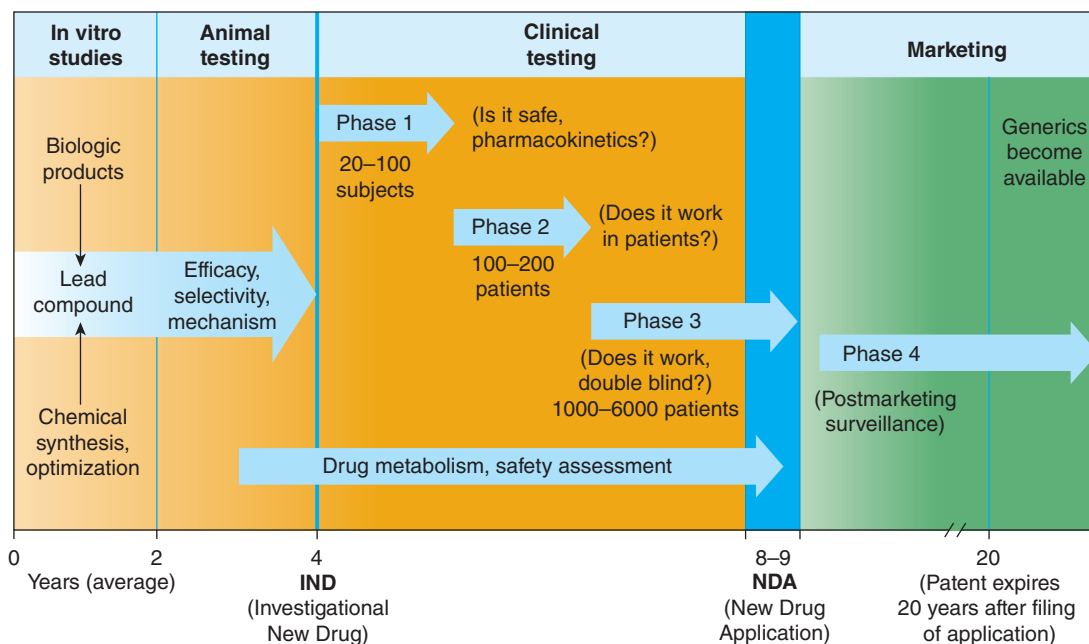 In vitro
studies
Animal
testing
Clinical
testing
Marketing
Biologic
products
Lead
compound
Chemical
synthesis,
optimization
Efficacy,
selectivity,
mechanism
Phase 1
20–100
subjects
(Is it safe,
pharmacokinetics?)
Phase 2
100–200
patients
(Does it work
in patients?)
Phase 3
(Does it work,
double blind?)
1000–6000 patients
Drug metabolism, safety assessment
Generics
become
available
Phase 4
(Postmarketing
surveillance)
0
2
4
8–9
20
Years (average)
IND
(Investigational
New Drug)
NDA
(New Drug
Application)
(Patent expires
20 years after filing
of application)